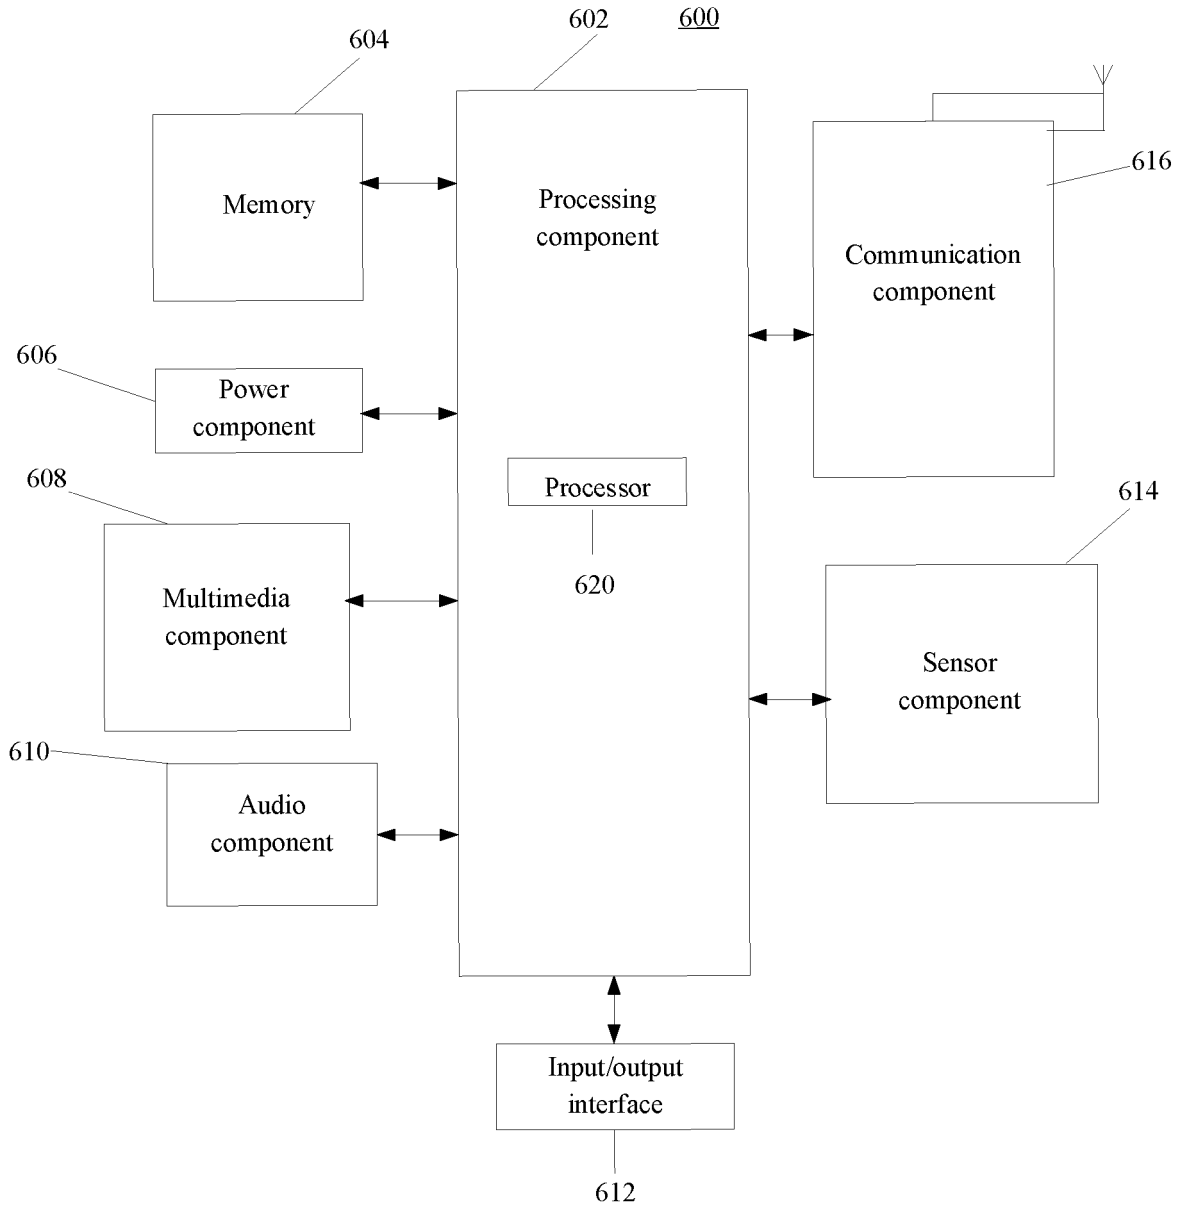 602
600
604
616
Memory
Processing
component
Communication
component
606
Power
component
608
Processor
614
620
Multimedia
component
Sensor
component
610
Audio
component
Input/output
interface
612